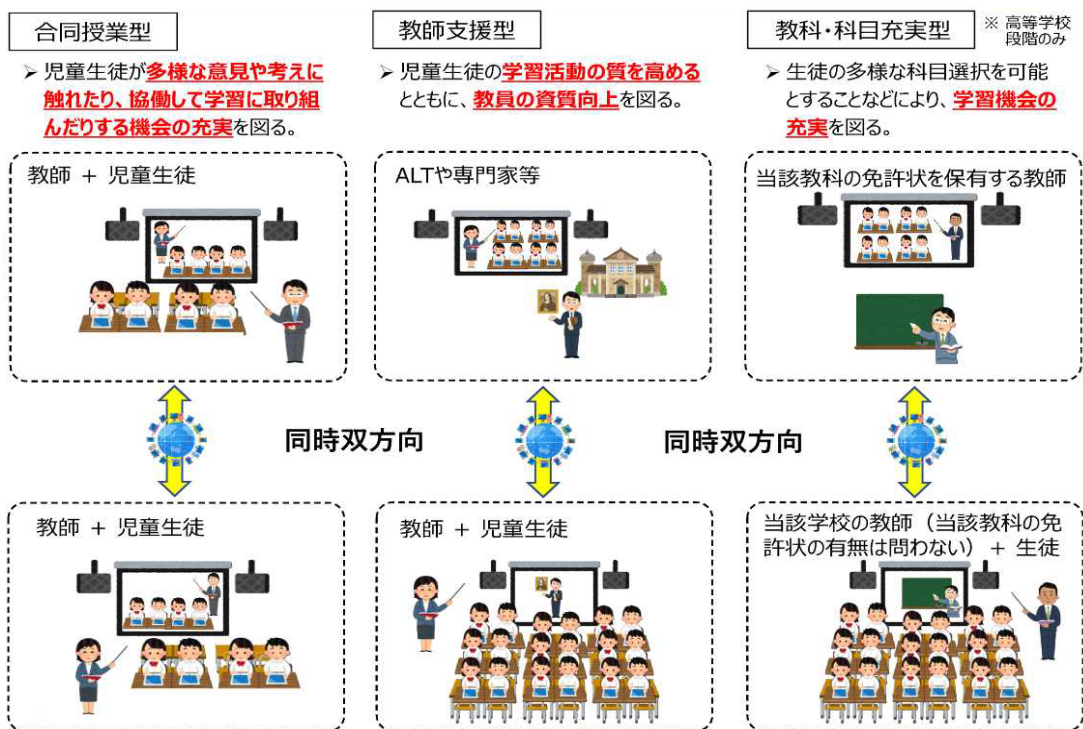 合同授業型
➢ 児童生徒が多様な意見や考えに
触れたり、協働して学習に取り組
んだりする機会の充実を図る。
教師 + 児童生徒
教師 + 児童生徒
教師支援型
➢ 児童生徒の学習活動の質を高める
とともに、教員の資質向上を図る。
ALTや専門家等
教師 + 児童生徒
教科・科目充実型
※ 高等学校
段階のみ
➢ 生徒の多様な科目選択を可能
とすることなどにより、学習機会の
充実を図る。
当該教科の免許状を保有する教師
当該学校の教師（当該教科の免
許状の有無は問わない）+ 生徒
同時双方向
同時双方向